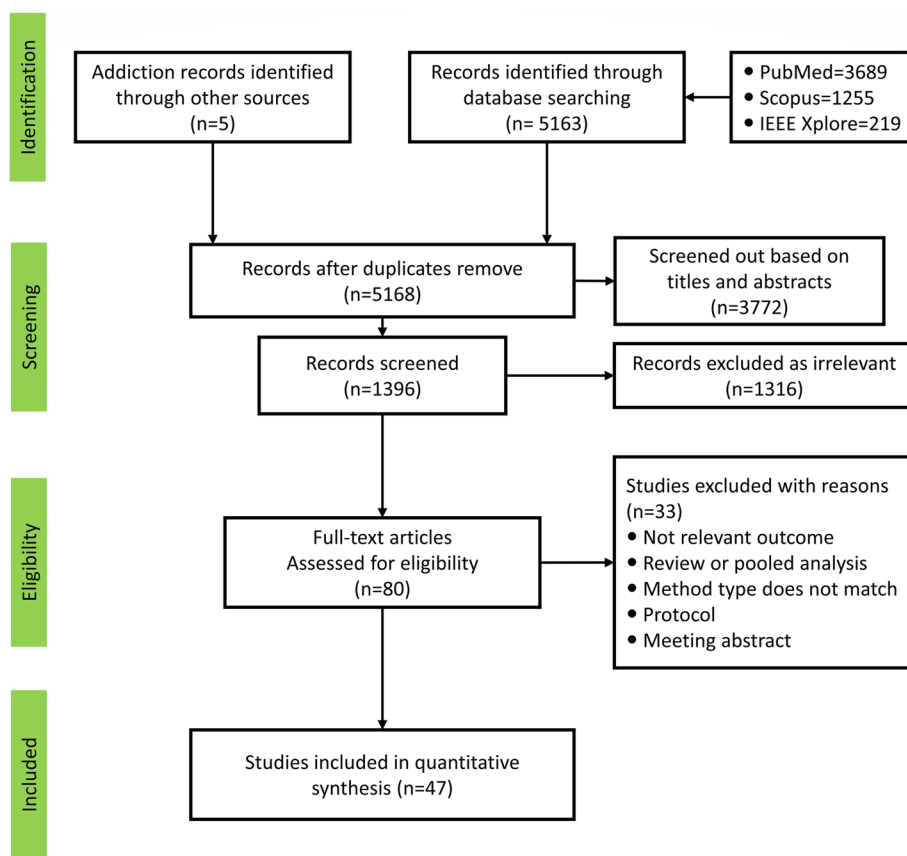 Identification
Addiction records identified
through other sources
(n=5)
Records identified through
database searching
(n= 5163)
● PubMed=3689
● Scopus=1255
● IEEE Xplore=219
Screening
Records after duplicates remove
(n=5168)
Screened out based on
titles and abstracts
(n=3772)
Records screened
(n=1396)
Records excluded as irrelevant
(n=1316)
Eligibility
Full-text articles
Assessed for eligibility
(n=80)
Studies excluded with reasons
(n=33)
● Not relevant outcome
● Review or pooled analysis
● Method type does not match
● Protocol
● Meeting abstract
Included
Studies included in quantitative
synthesis (n=47)